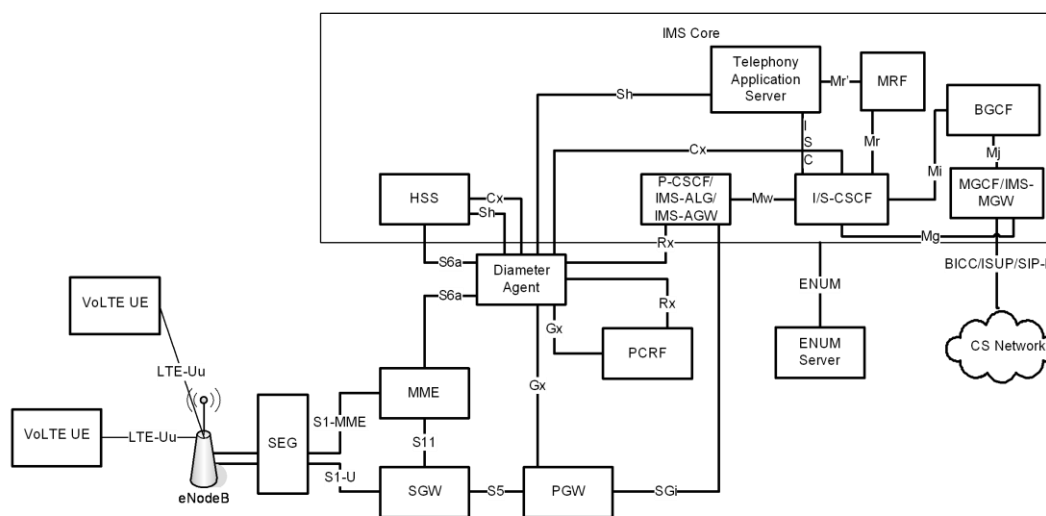 IMS Core
Telephony
Application
Server
Mr'
MRF
BGCF
Sh
I
S
C
Mr
Cx
Mi
Mj
HSS
Cx
Sh
P-CSCF/
IMS-ALG/
IMS-AGW
Mw
I/S-CSCF
MGCF/IMS-
MGW
Rx
Mg
S6a
Diameter
Agent
BICC/ISUP/SIP-I
ENUM
S6a
Rx
Gx
VoLTE UE
PCRF
ENUM
Server
CS Network
LTE-Uu
MME
Gx
S1-MME
VoLTE UE
LTE-Uu
SEG
S11
S1-U
SGW
S5
PGW
SGi
eNodeB